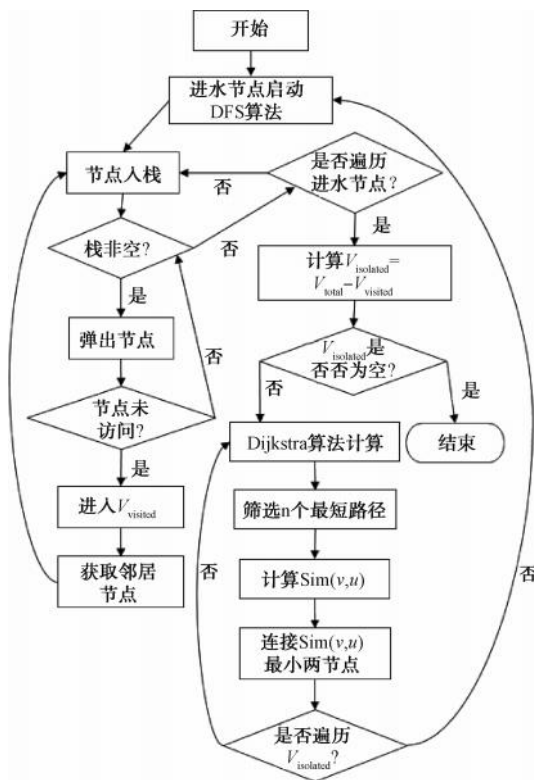 开始
进水节点启动
DFS算法
节点入栈
否
是否遍历
进水节点?
栈非空?
否
是
是
计算Visolated=
Vtotal−Vvisited
弹出节点
否
Visolated是
否否为空?
否
是
节点未
访问?
Dijkstra算法计算
结束
是
进入Vvisited
筛选n个最短路径
获取邻居
节点
否
计算Sim(v,u)
否
连接Sim(v,u)
最小两节点
是否遍历
Visolated?